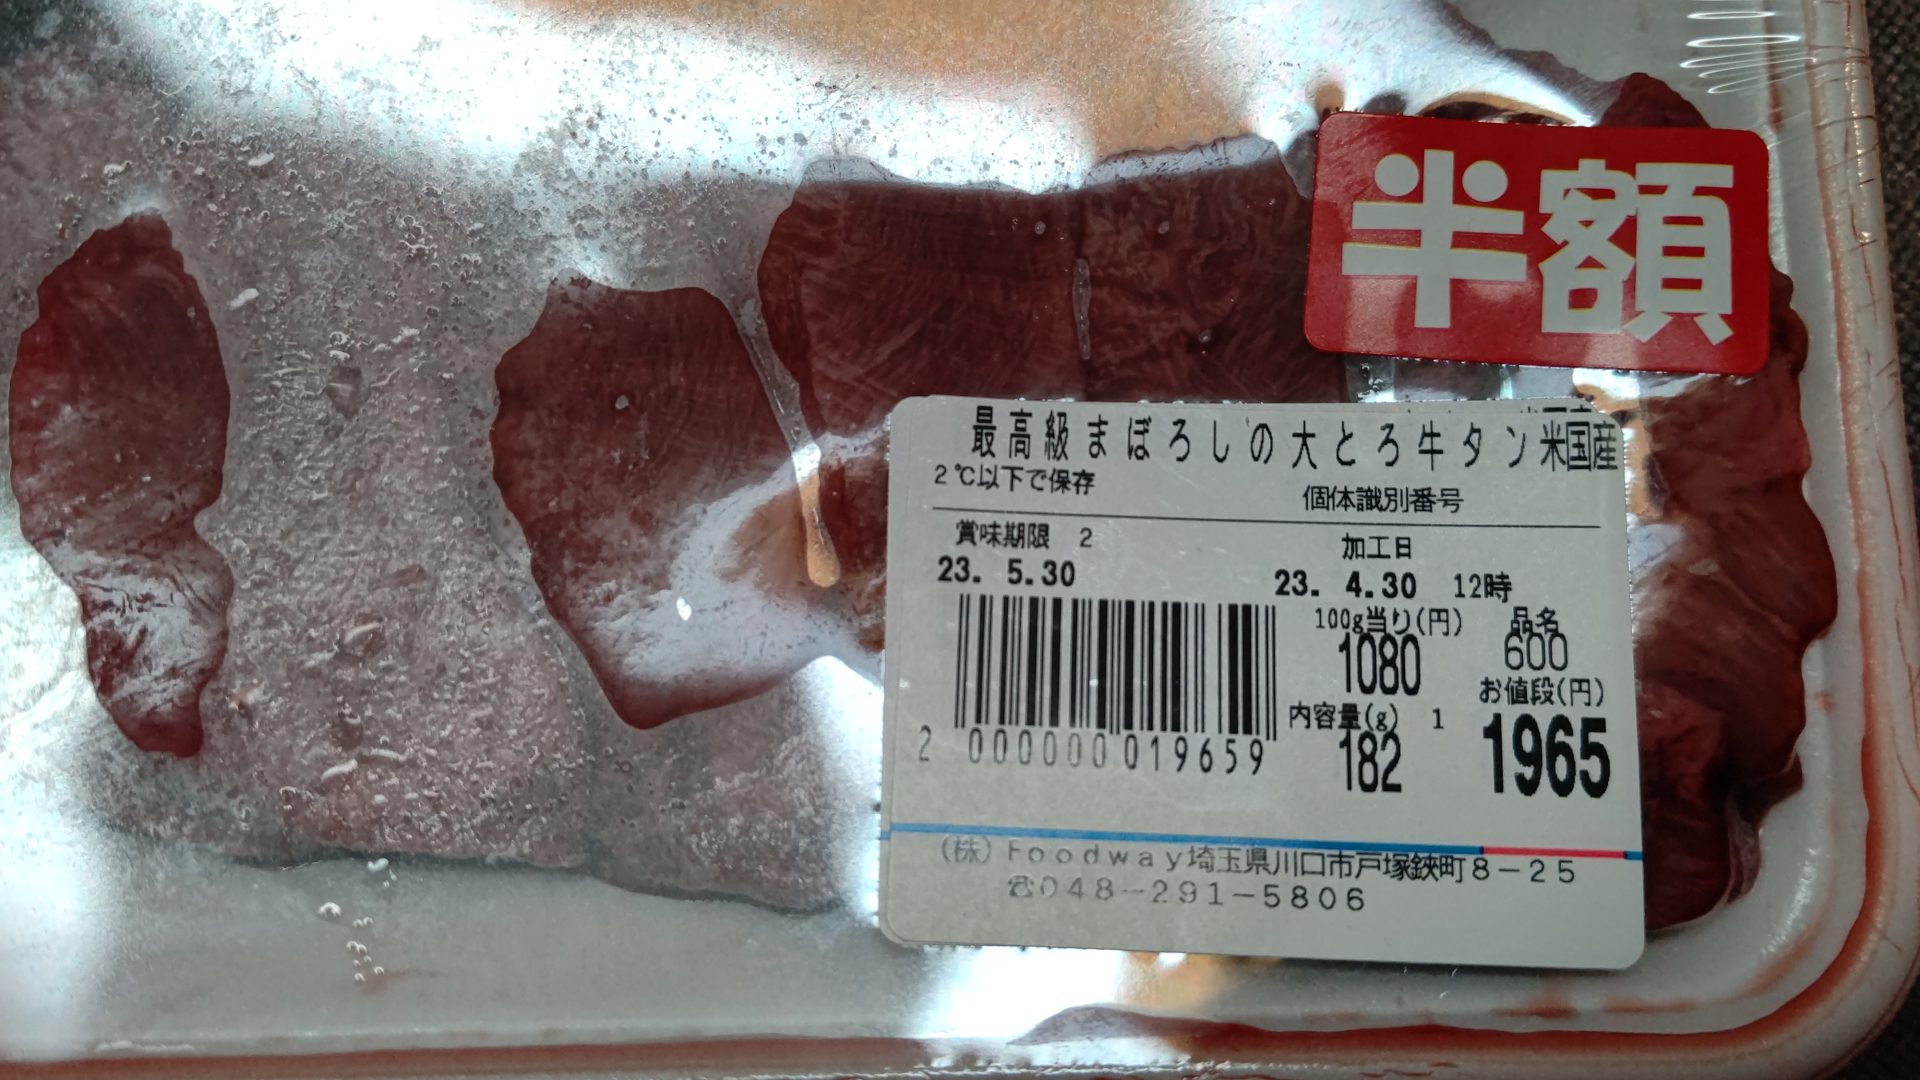 半額
最高級まぼろしの大とろ牛タン米国産
2℃以下で保存
個体識別番号
賞味期限 2
加工日
23. 5.30
23. 4.30 12時
100g当り(円)
品名
1080
600
お値段(円)
内容量(g) 1
182
1965
2 000000019659
(株)Foodway埼玉県川口市戸塚鋏町8-25
☎048-291-5806